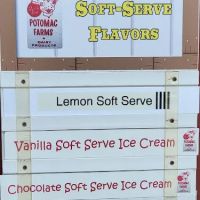 POTOMAC
FARMS
DAIRY
PRODUCTS
SOFT-SERVE
FLAVORS
Lemon Soft Serve
Vanilla Soft Serve Ice Cream
Chocolate Soft Serve Ice Cream